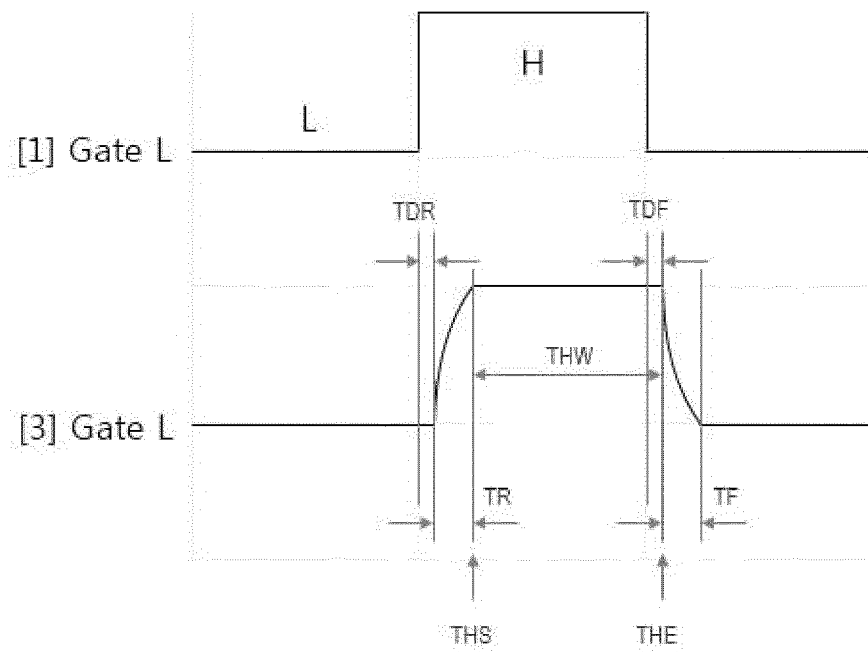 H
L
[1] Gate L
TDR
TDF
THW
[3] Gate L
TR
TF
THS
THE